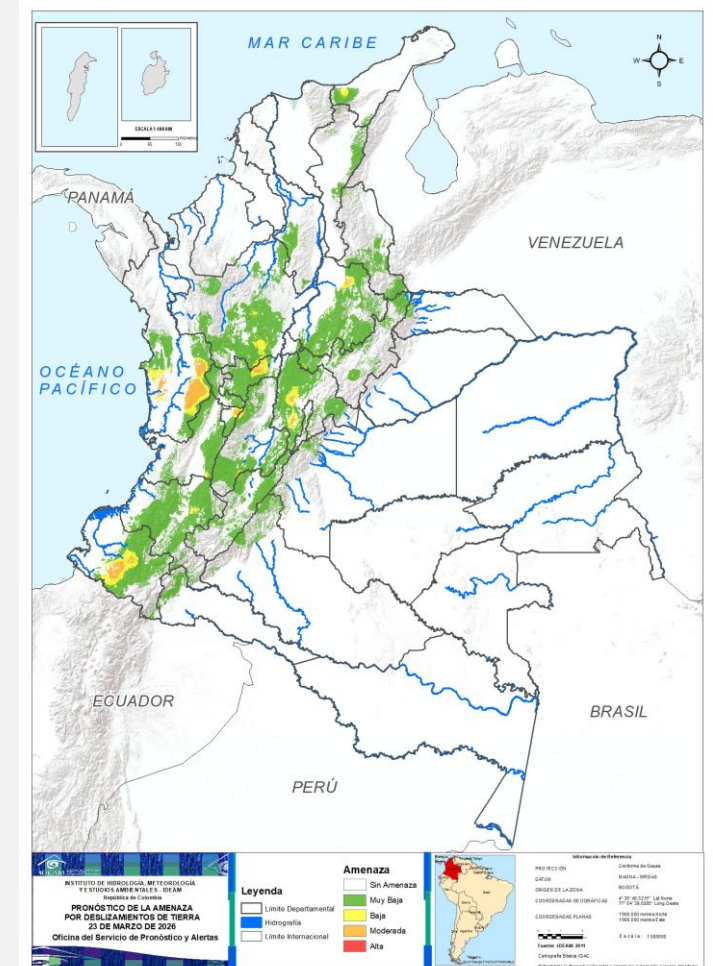 MAR CARIBE
N
W
E
S
ESCALA 1:800.000
PANAMÁ
VENEZUELA
OCÉANO
PACÍFICO
ECUADOR
BRASIL
PERÚ
INSTITUTO DE HIDROLOGÍA, METEOROLOGÍA
Y ESTUDIOS AMBIENTALES - IDEAM
República de Colombia
PRONÓSTICO DE LA AMENAZA
POR DESLIZAMIENTOS DE TIERRA
23 DE MARZO DE 2026
Oficina del Servicio de Pronóstico y Alertas
Leyenda
Límite Departamental
Hidrografía
Límite Internacional
Amenaza
Sin Amenaza
Muy Baja
Baja
Moderada
Alta
Información de Referencia
PROYECCIÓN Conforme de Gauss
DATUM MAGNA - SIRGAS
ORIGEN DE LA ZONA BOGOTÁ
COORDENADAS GEOGRÁFICAS
COORDENADAS PLANAS
Fuente: IDEAM 2011
Cartografía Básica IGAC